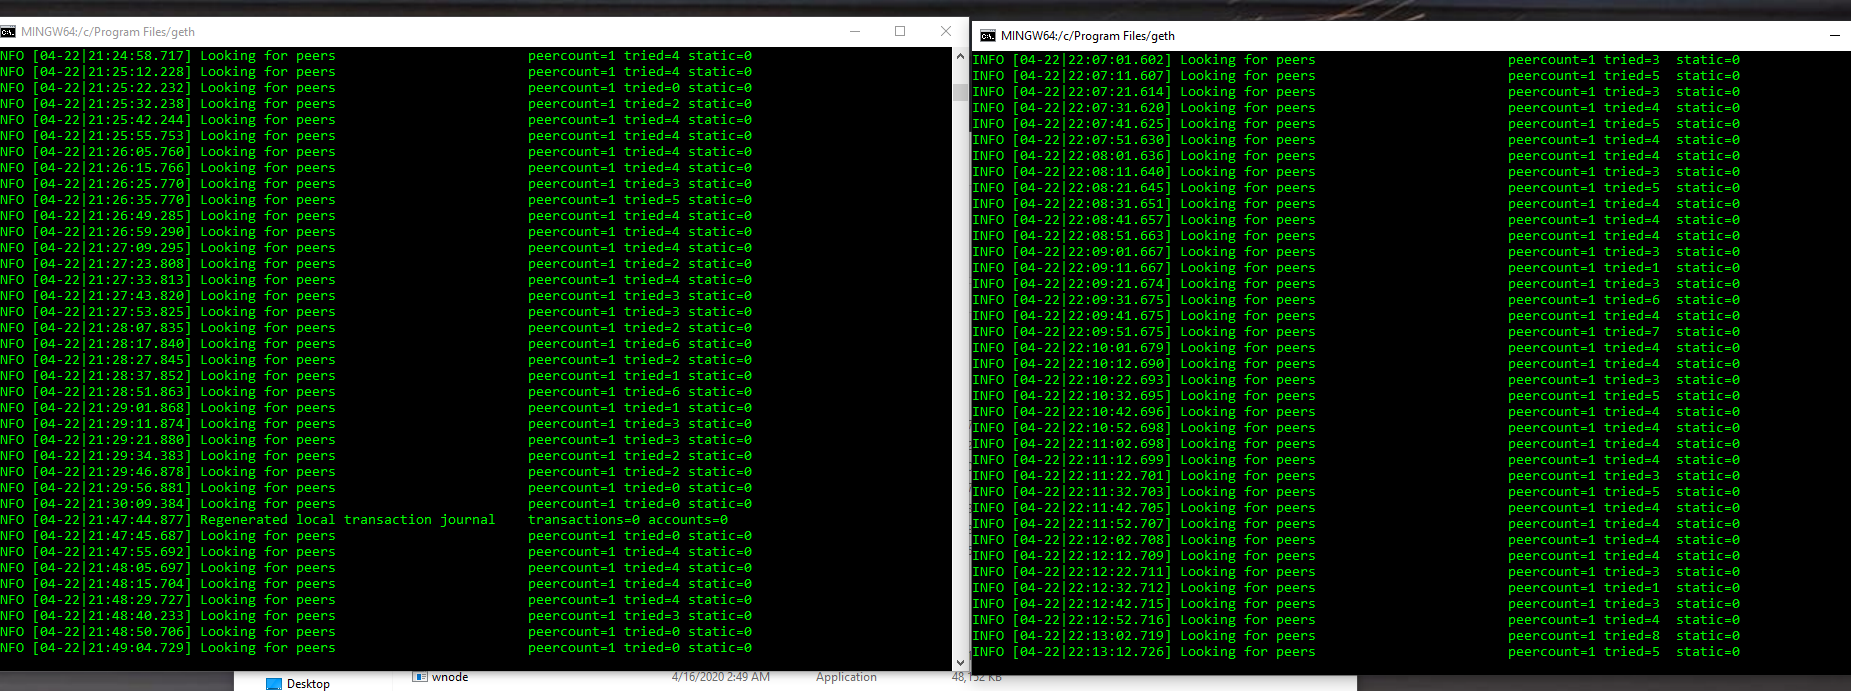 MINGW64:/c/Program Files/geth
NFO [04-22|21:24:58.717] Looking for peers peercount=1 tried=4 static=0
NFO [04-22|21:25:12.228] Looking for peers peercount=1 tried=4 static=0
NFO [04-22|21:25:22.232] Looking for peers peercount=1 tried=0 static=0
NFO [04-22|21:25:32.238] Looking for peers peercount=1 tried=2 static=0
NFO [04-22|21:25:42.244] Looking for peers peercount=1 tried=4 static=0
NFO [04-22|21:25:55.753] Looking for peers peercount=1 tried=4 static=0
NFO [04-22|21:26:05.760] Looking for peers peercount=1 tried=4 static=0
NFO [04-22|21:26:15.766] Looking for peers peercount=1 tried=4 static=0
NFO [04-22|21:26:25.770] Looking for peers peercount=1 tried=3 static=0
NFO [04-22|21:26:35.770] Looking for peers peercount=1 tried=5 static=0
NFO [04-22|21:26:49.285] Looking for peers peercount=1 tried=4 static=0
NFO [04-22|21:26:59.290] Looking for peers peercount=1 tried=4 static=0
NFO [04-22|21:27:09.295] Looking for peers peercount=1 tried=4 static=0
NFO [04-22|21:27:23.808] Looking for peers peercount=1 tried=2 static=0
NFO [04-22|21:27:33.813] Looking for peers peercount=1 tried=4 static=0
NFO [04-22|21:27:43.820] Looking for peers peercount=1 tried=3 static=0
NFO [04-22|21:27:53.825] Looking for peers peercount=1 tried=3 static=0
NFO [04-22|21:28:07.835] Looking for peers peercount=1 tried=2 static=0
NFO [04-22|21:28:17.840] Looking for peers peercount=1 tried=6 static=0
NFO [04-22|21:28:27.845] Looking for peers peercount=1 tried=2 static=0
NFO [04-22|21:28:37.852] Looking for peers peercount=1 tried=1 static=0
NFO [04-22|21:28:51.863] Looking for peers peercount=1 tried=6 static=0
NFO [04-22|21:29:01.868] Looking for peers peercount=1 tried=1 static=0
NFO [04-22|21:29:11.874] Looking for peers peercount=1 tried=3 static=0
NFO [04-22|21:29:21.880] Looking for peers peercount=1 tried=3 static=0
NFO [04-22|21:29:34.383] Looking for peers peercount=1 tried=2 static=0
NFO [04-22|21:29:46.878] Looking for peers peercount=1 tried=2 static=0
NFO [04-22|21:29:56.881] Looking for peers peercount=1 tried=0 static=0
NFO [04-22|21:30:09.384] Looking for peers peercount=1 tried=0 static=0
NFO [04-22|21:47:44.877] Regenerated local transaction journal transactions=0 accounts=0
NFO [04-22|21:47:45.687] Looking for peers peercount=1 tried=0 static=0
NFO [04-22|21:47:55.692] Looking for peers peercount=1 tried=4 static=0
NFO [04-22|21:48:05.697] Looking for peers peercount=1 tried=4 static=0
NFO [04-22|21:48:15.704] Looking for peers peercount=1 tried=4 static=0
NFO [04-22|21:48:29.727] Looking for peers peercount=1 tried=4 static=0
NFO [04-22|21:48:40.233] Looking for peers peercount=1 tried=3 static=0
NFO [04-22|21:48:50.706] Looking for peers peercount=1 tried=0 static=0
NFO [04-22|21:49:04.729] Looking for peers peercount=1 tried=0 static=0
MINGW64:/c/Program Files/geth
INFO [04-22|22:07:01.602] Looking for peers peercount=1 tried=3 static=0
INFO [04-22|22:07:11.607] Looking for peers peercount=1 tried=5 static=0
INFO [04-22|22:07:21.614] Looking for peers peercount=1 tried=3 static=0
INFO [04-22|22:07:31.620] Looking for peers peercount=1 tried=4 static=0
INFO [04-22|22:07:41.625] Looking for peers peercount=1 tried=5 static=0
INFO [04-22|22:07:51.630] Looking for peers peercount=1 tried=4 static=0
INFO [04-22|22:08:01.636] Looking for peers peercount=1 tried=4 static=0
INFO [04-22|22:08:11.640] Looking for peers peercount=1 tried=3 static=0
INFO [04-22|22:08:21.645] Looking for peers peercount=1 tried=5 static=0
INFO [04-22|22:08:31.651] Looking for peers peercount=1 tried=4 static=0
INFO [04-22|22:08:41.657] Looking for peers peercount=1 tried=4 static=0
INFO [04-22|22:08:51.663] Looking for peers peercount=1 tried=4 static=0
INFO [04-22|22:09:01.667] Looking for peers peercount=1 tried=3 static=0
INFO [04-22|22:09:11.667] Looking for peers peercount=1 tried=1 static=0
INFO [04-22|22:09:21.674] Looking for peers peercount=1 tried=3 static=0
INFO [04-22|22:09:31.675] Looking for peers peercount=1 tried=6 static=0
INFO [04-22|22:09:41.675] Looking for peers peercount=1 tried=4 static=0
INFO [04-22|22:09:51.675] Looking for peers peercount=1 tried=7 static=0
INFO [04-22|22:10:01.679] Looking for peers peercount=1 tried=4 static=0
INFO [04-22|22:10:12.690] Looking for peers peercount=1 tried=4 static=0
INFO [04-22|22:10:22.693] Looking for peers peercount=1 tried=3 static=0
INFO [04-22|22:10:32.695] Looking for peers peercount=1 tried=5 static=0
INFO [04-22|22:10:42.696] Looking for peers peercount=1 tried=4 static=0
INFO [04-22|22:10:52.698] Looking for peers peercount=1 tried=4 static=0
INFO [04-22|22:11:02.698] Looking for peers peercount=1 tried=4 static=0
INFO [04-22|22:11:12.699] Looking for peers peercount=1 tried=4 static=0
INFO [04-22|22:11:22.701] Looking for peers peercount=1 tried=3 static=0
INFO [04-22|22:11:32.703] Looking for peers peercount=1 tried=5 static=0
INFO [04-22|22:11:42.705] Looking for peers peercount=1 tried=4 static=0
INFO [04-22|22:11:52.707] Looking for peers peercount=1 tried=4 static=0
INFO [04-22|22:12:02.708] Looking for peers peercount=1 tried=4 static=0
INFO [04-22|22:12:12.709] Looking for peers peercount=1 tried=4 static=0
INFO [04-22|22:12:22.711] Looking for peers peercount=1 tried=3 static=0
INFO [04-22|22:12:32.712] Looking for peers peercount=1 tried=1 static=0
INFO [04-22|22:12:42.715] Looking for peers peercount=1 tried=3 static=0
INFO [04-22|22:12:52.716] Looking for peers peercount=1 tried=4 static=0
INFO [04-22|22:13:02.719] Looking for peers peercount=1 tried=8 static=0
INFO [04-22|22:13:12.726] Looking for peers peercount=1 tried=5 static=0
Desktop
wnode 4/16/2020 2:49 AM Application KB